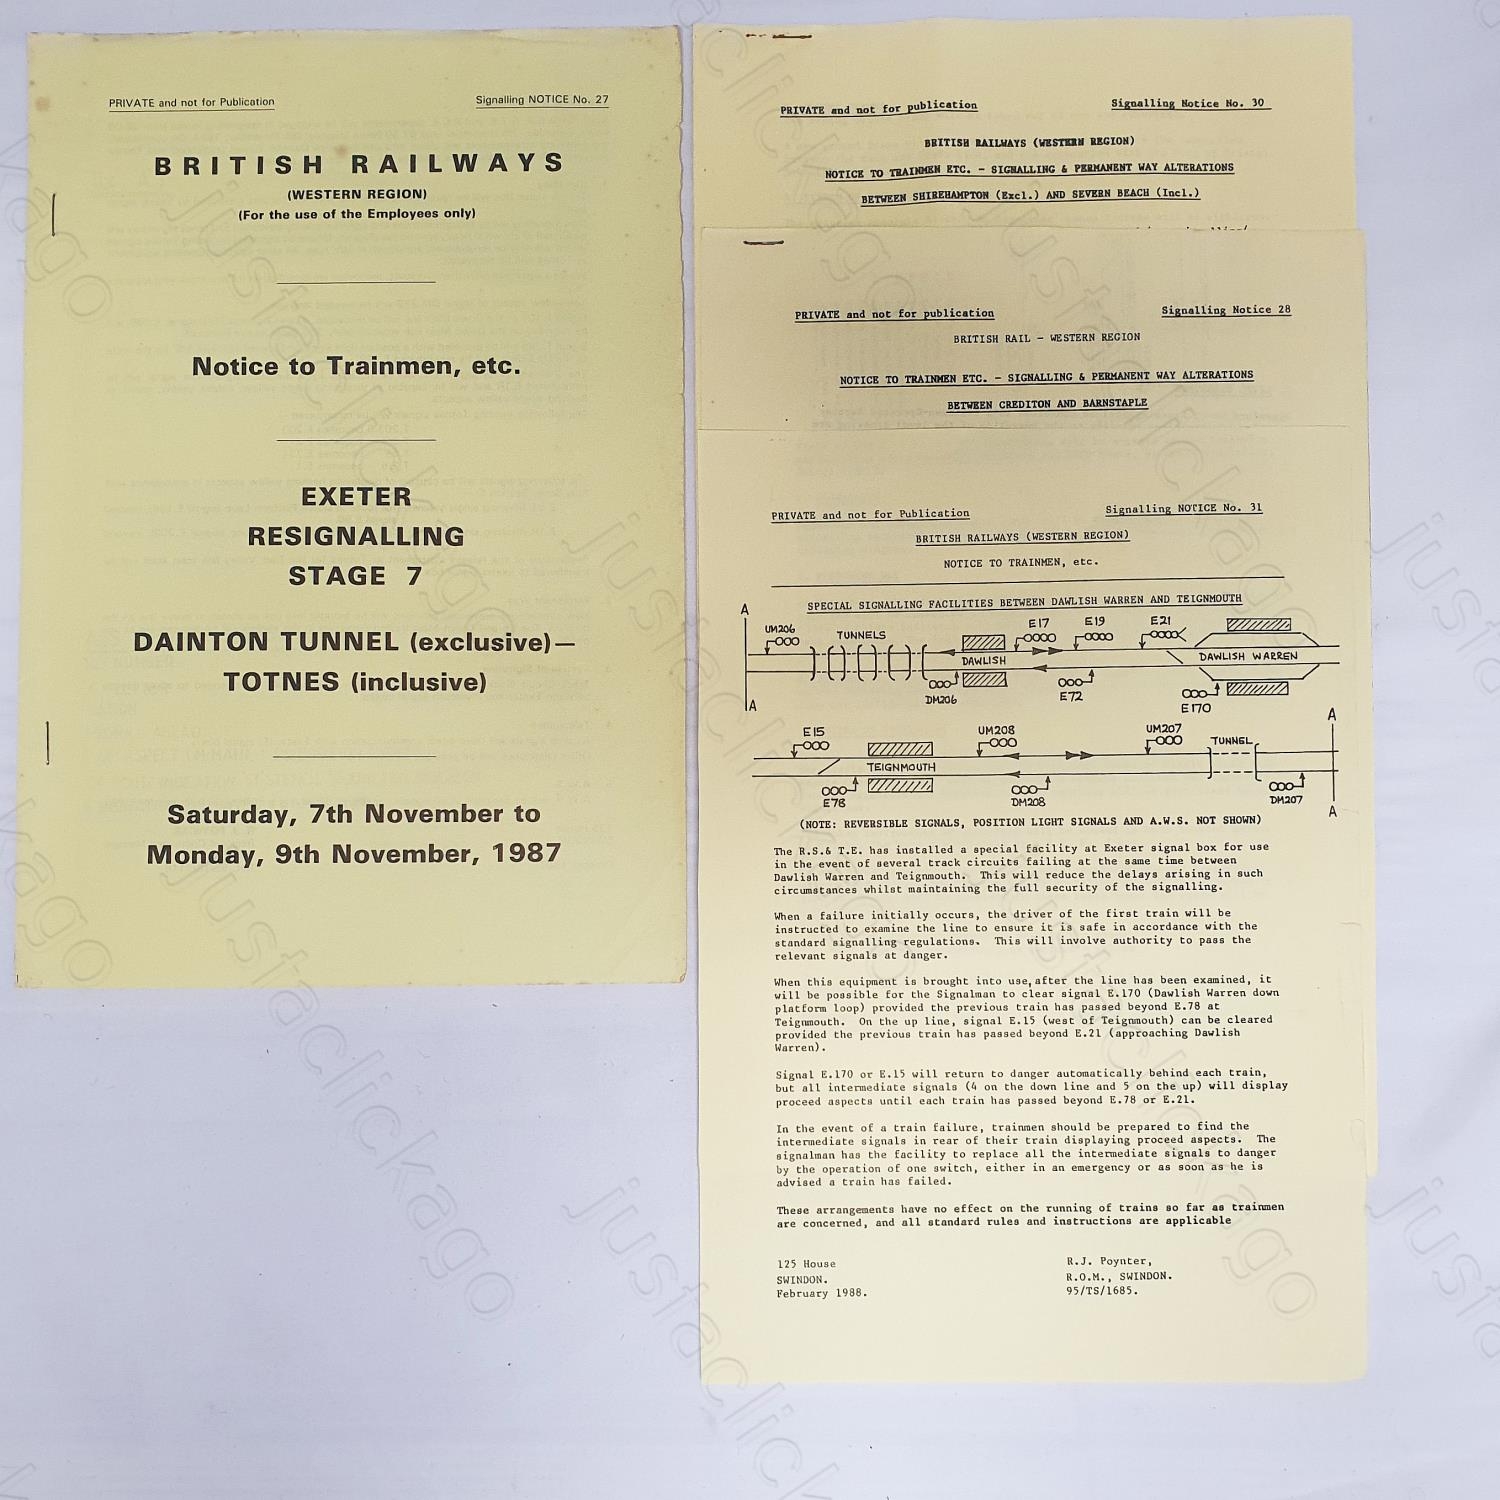 PRIVATE and not for Publication
Signalling NOTICE No. 27
BRITISH RAILWAYS
(WESTERN REGION)
(For the use of the Employees only)
Notice to Trainmen, etc.
EXETER
RESIGNALLING
STAGE 7
DAINTON TUNNEL (exclusive)—
TOTNES (inclusive)
Saturday, 7th November to
Monday, 9th November, 1987
PRIVATE and not for publication
Signalling Notice No. 30
BRITISH RAILWAYS (WESTERN REGION)
NOTICE TO TRAINMEN ETC. - SIGNALLING & PERMANENT WAY ALTERATIONS
BETWEEN SHIREHAMPTON (Excl.) AND SEVERN BEACH (Incl.)
PRIVATE and not for publication
Signalling Notice 28
BRITISH RAIL - WESTERN REGION
NOTICE TO TRAINMEN ETC. - SIGNALLING & PERMANENT WAY ALTERATIONS
BETWEEN CREDITON AND BARNSTAPLE
PRIVATE and not for Publication
Signalling NOTICE No. 31
BRITISH RAILWAYS (WESTERN REGION)
NOTICE TO TRAINMEN, etc.
SPECIAL SIGNALLING FACILITIES BETWEEN DAWLISH WARREN AND TEIGNMOUTH
A
UM206
TUNNELS
E17
E19
E21
DAWLISH
DAWLISH WARREN
DM206
E72
E170
A
A
E15
UM208
UM207
TUNNEL
TEIGNMOUTH
E78
DM208
DM207
A
(NOTE: REVERSIBLE SIGNALS, POSITION LIGHT SIGNALS AND A.W.S. NOT SHOWN)
The R.S.& T.E. has installed a special facility at Exeter signal box for use
in the event of several track circuits failing at the same time between
Dawlish Warren and Teignmouth. This will reduce the delays arising in such
circumstances whilst maintaining the full security of the signalling.
When a failure initially occurs, the driver of the first train will be
instructed to examine the line to ensure it is safe in accordance with the
standard signalling regulations. This will involve authority to pass the
relevant signals at danger.
When this equipment is brought into use, after the line has been examined, it
will be possible for the Signalman to clear signal E.170 (Dawlish Warren down
platform loop) provided the previous train has passed beyond E.78 at
Teignmouth. On the up line, signal E.15 (west of Teignmouth) can be cleared
provided the previous train has passed beyond E.21 (approaching Dawlish
Warren).
Signal E.170 or E.15 will return to danger automatically behind each train,
but all intermediate signals (4 on the down line and 5 on the up) will display
proceed aspects until each train has passed beyond E.78 or E.21.
In the event of a train failure, trainmen should be prepared to find the
intermediate signals in rear of their train displaying proceed aspects. The
signalman has the facility to replace all the intermediate signals to danger
by the operation of one switch, either in an emergency or as soon as he is
advised a train has failed.
These arrangements have no effect on the running of trains so far as trainmen
are concerned, and all standard rules and instructions are applicable
125 House
SWINDON.
February 1988.
R.J. Poynter,
R.O.M., SWINDON.
95/TS/1685.
justaclickago